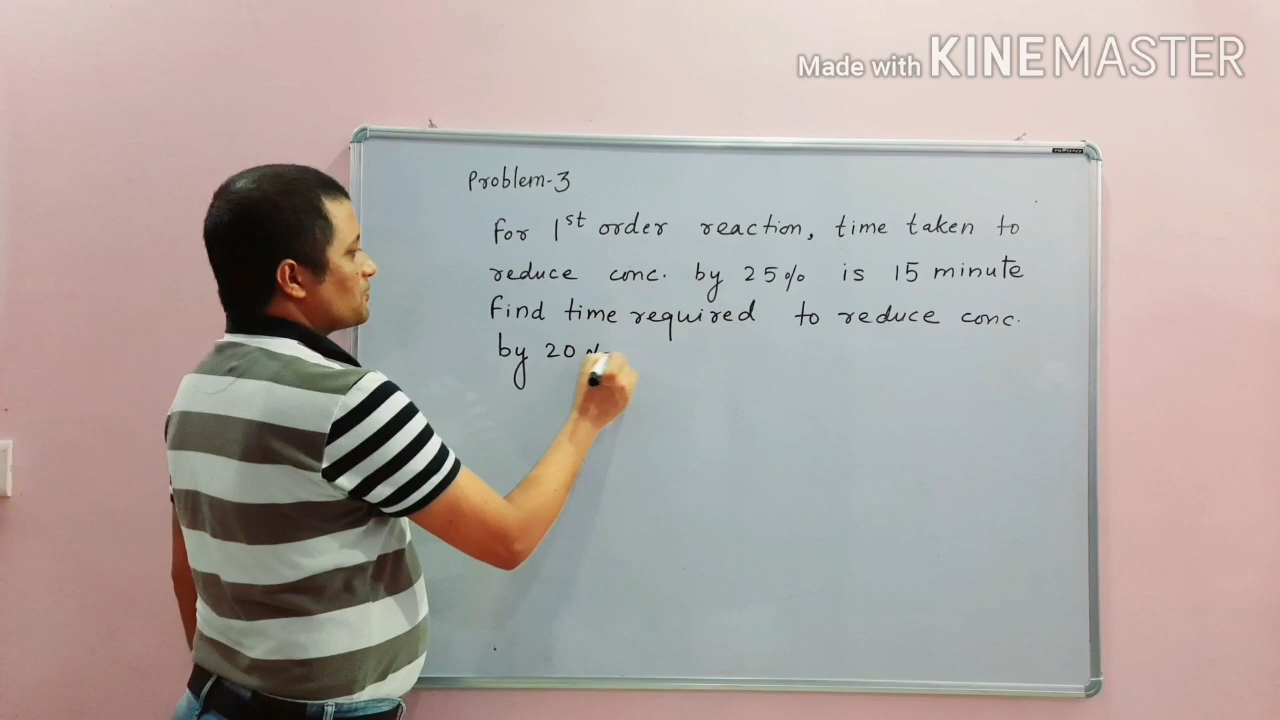 Made with KINEMASTER
Problem-3
For 1st order reaction, time taken to
reduce conc. by 25% is 15 minute
Find time required to reduce conc.
by 20%